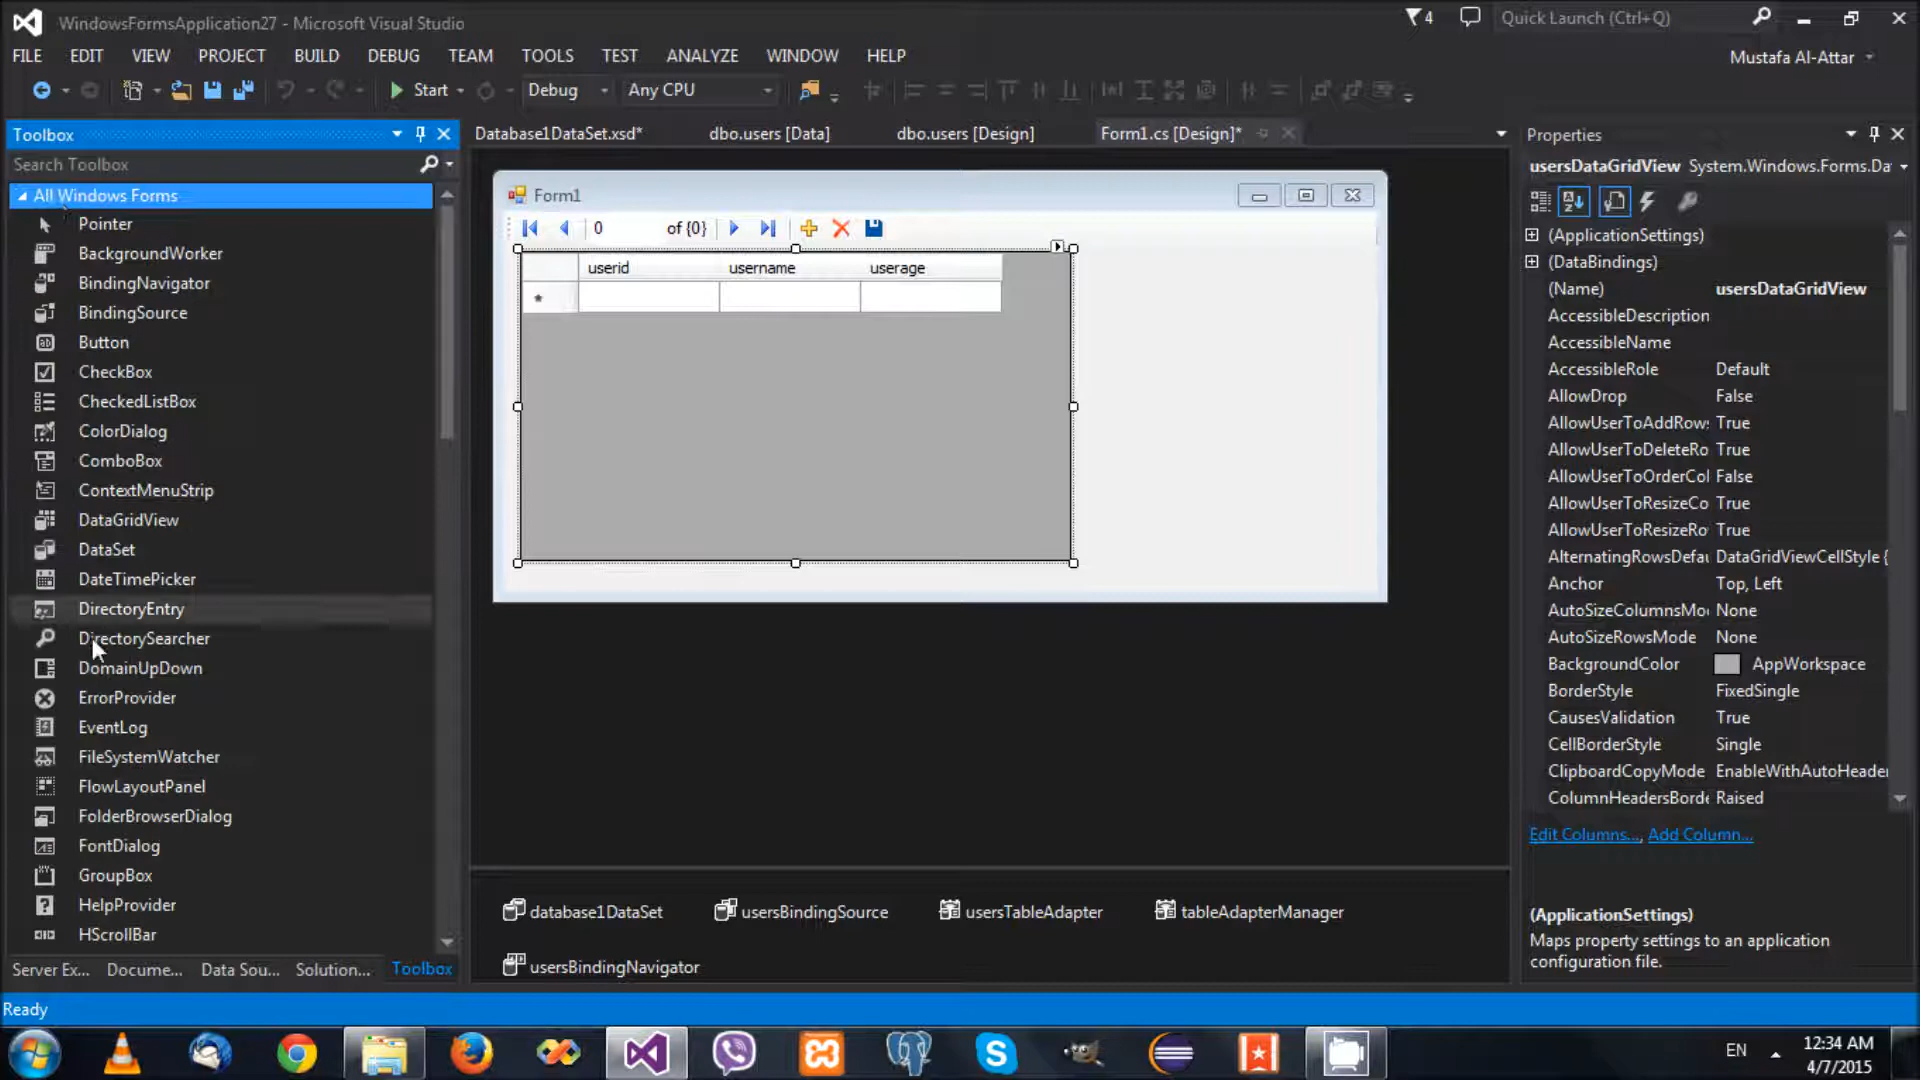 WindowsFormsApplication27 - Microsoft Visual Studio
4
Quick Launch (Ctrl+Q)
FILE EDIT VIEW PROJECT BUILD DEBUG TEAM TOOLS TEST ANALYZE WINDOW HELP
Mustafa Al-Attar
Start
Debug
Any CPU
Toolbox
Search Toolbox
All Windows Forms
Pointer
BackgroundWorker
BindingNavigator
BindingSource
Button
CheckBox
CheckedListBox
ColorDialog
ComboBox
ContextMenuStrip
DataGridView
DataSet
DateTimePicker
DirectoryEntry
DirectorySearcher
DomainUpDown
ErrorProvider
EventLog
FileSystemWatcher
FlowLayoutPanel
FolderBrowserDialog
FontDialog
GroupBox
HelpProvider
HScrollBar
Server Ex... Docume... Data Sou... Solution... Toolbox
Database1DataSet.xsd* dbo.users [Data] dbo.users [Design] Form1.cs [Design]*
Form1
0 of {0}
userid username userage
*
database1DataSet usersBindingSource usersTableAdapter tableAdapterManager
usersBindingNavigator
Properties
usersDataGridView System.Windows.Forms.Da
(ApplicationSettings)
(DataBindings)
(Name) usersDataGridView
AccessibleDescription
AccessibleName
AccessibleRole Default
AllowDrop False
AllowUserToAddRow True
AllowUserToDeleteRo True
AllowUserToOrderCol False
AllowUserToResizeCo True
AllowUserToResizeRo True
AlternatingRowsDefau DataGridViewCellStyle {
Anchor Top, Left
AutoSizeColumnsMo None
AutoSizeRowsMode None
BackgroundColor AppWorkspace
BorderStyle FixedSingle
CausesValidation True
CellBorderStyle Single
ClipboardCopyMode EnableWithAutoHeader
ColumnHeadersBorde Raised
Edit Columns..., Add Column...
(ApplicationSettings)
Maps property settings to an application
configuration file.
Ready
EN
12:34 AM
4/7/2015